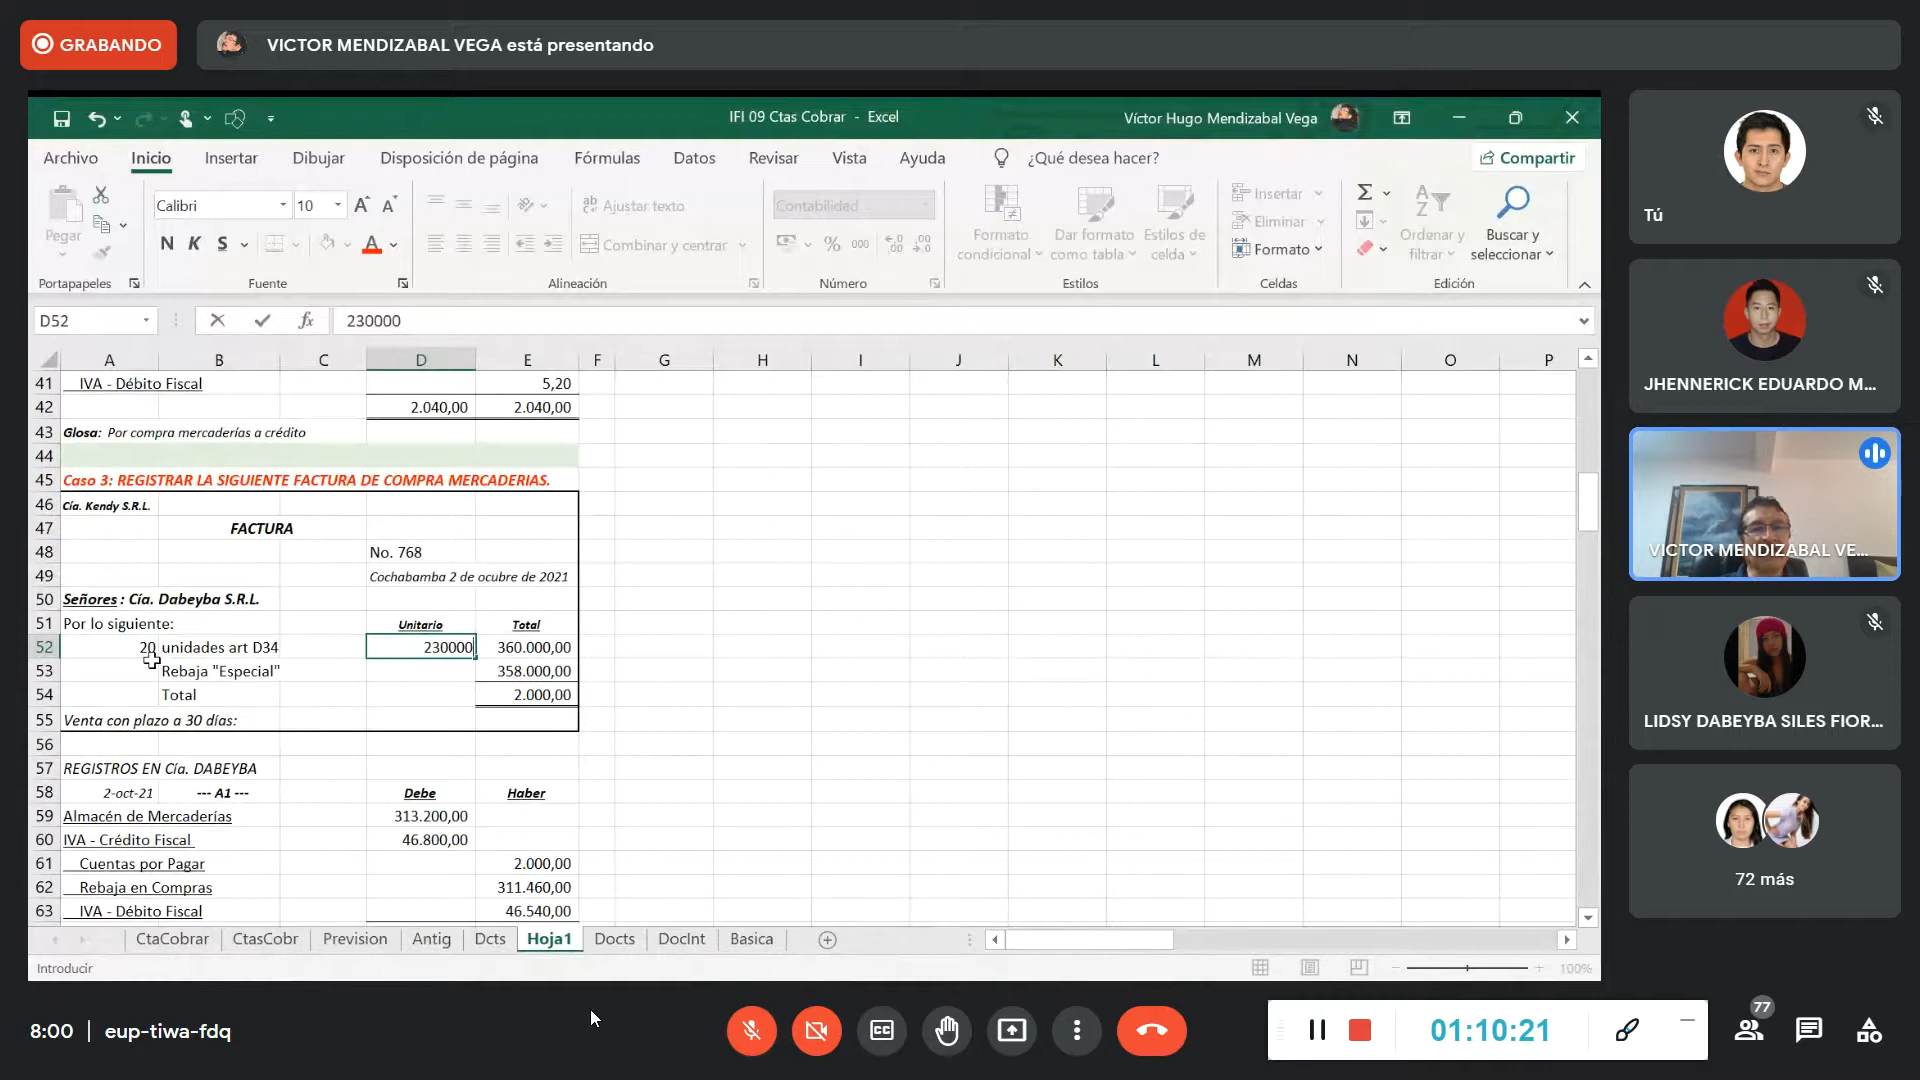 GRABANDO
VICTOR MENDIZABAL VEGA está presentando
IFI 09 Ctas Cobrar - Excel
Víctor Hugo Mendizabal Vega
Archivo Inicio Insertar Dibujar Disposición de página Fórmulas Datos Revisar Vista Ayuda ¿Qué desea hacer? Compartir
Pegar
Calibri 10
N K S
Ajustar texto
Combinar y centrar
Contabilidad
% 000
Formato condicional
Dar formato como tabla
Estilos de celda
Insertar
Eliminar
Formato
Ordenar y filtrar
Buscar y seleccionar
Portapapeles Fuente Alineación Número Estilos Celdas Edición
D52 fx 230000
A B C D E F G H I J K L M N O P
41 IVA - Débito Fiscal 5,20
42 2.040,00 2.040,00
43 Glosa: Por compra mercaderías a crédito
44
45 Caso 3: REGISTRAR LA SIGUIENTE FACTURA DE COMPRA MERCADERIAS.
46 Cía. Kendy S.R.L.
47 FACTURA
48 No. 768
49 Cochabamba 2 de ocubre de 2021
50 Señores : Cía. Dabeyba S.R.L.
51 Por lo siguiente: Unitario Total
52 20 unidades art D34 230000 360.000,00
53 Rebaja "Especial" 358.000,00
54 Total 2.000,00
55 Venta con plazo a 30 días:
56
57 REGISTROS EN Cía. DABEYBA
58 2-oct-21 --- A1 --- Debe Haber
59 Almacén de Mercaderías 313.200,00
60 IVA - Crédito Fiscal 46.800,00
61 Cuentas por Pagar 2.000,00
62 Rebaja en Compras 311.460,00
63 IVA - Débito Fiscal 46.540,00
CtaCobrar CtasCobr Prevision Antig Dcts Hoja1 Docts DocInt Basica
Introducir 100%
Tú
JHENNERICK EDUARDO M...
VICTOR MENDIZABAL VE...
LIDSY DABEYBA SILES FIOR...
72 más
8:00 | eup-tiwa-fdq
CC
01:10:21
77